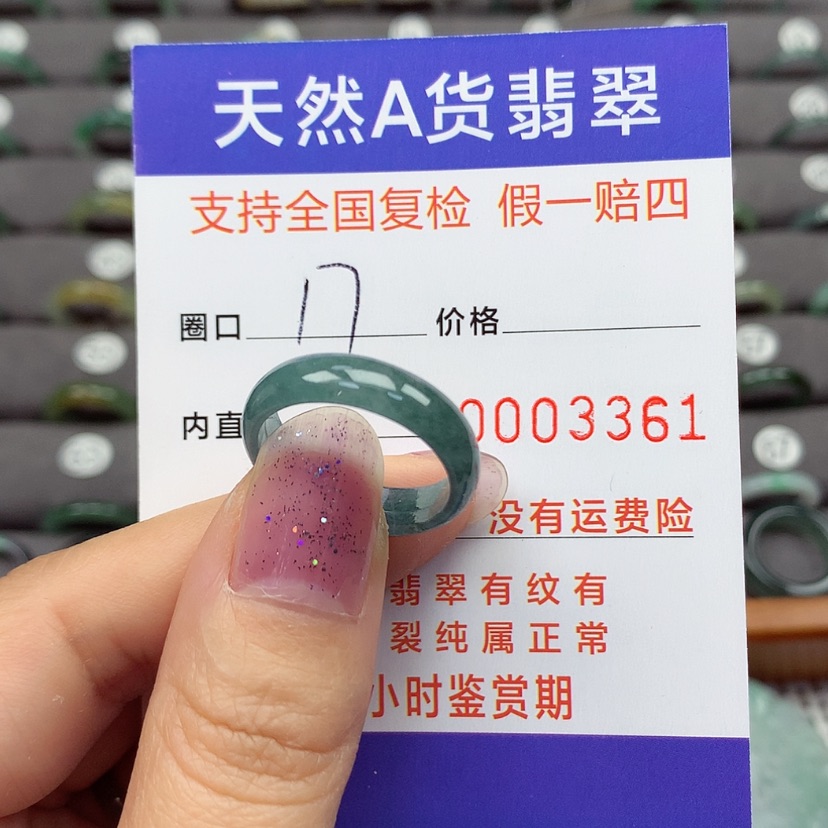 天然A货翡翠
支持全国复检 假一赔四
圈口 17 价格
内直 0003361
没有运费险
翡翠有纹有
裂纯属正常
小时鉴赏期